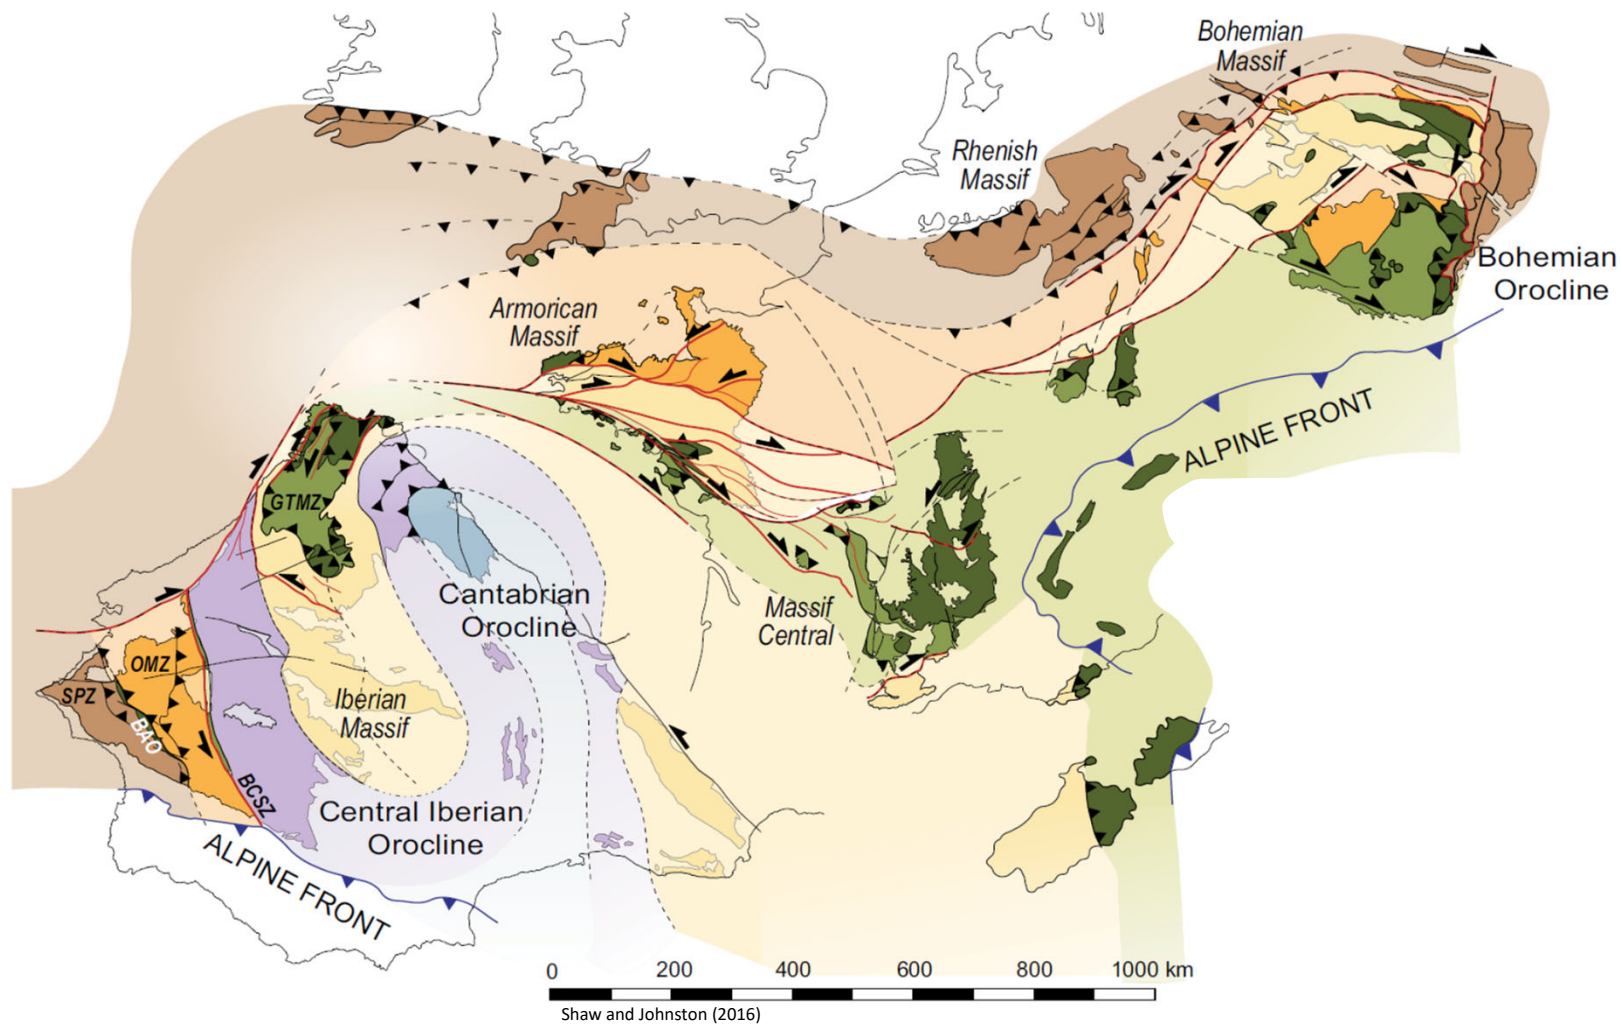 Bohemian
Massif
Rhenish
Massif
Bohemian
Orocline
Armorican
Massif
ALPINE FRONT
GTMZ
Cantabrian
Orocline
Massif
Central
OMZ
SPZ
BAO
Iberian
Massif
BCSZ
Central Iberian
Orocline
ALPINE FRONT
0 200 400 600 800 1000 km
Shaw and Johnston (2016)